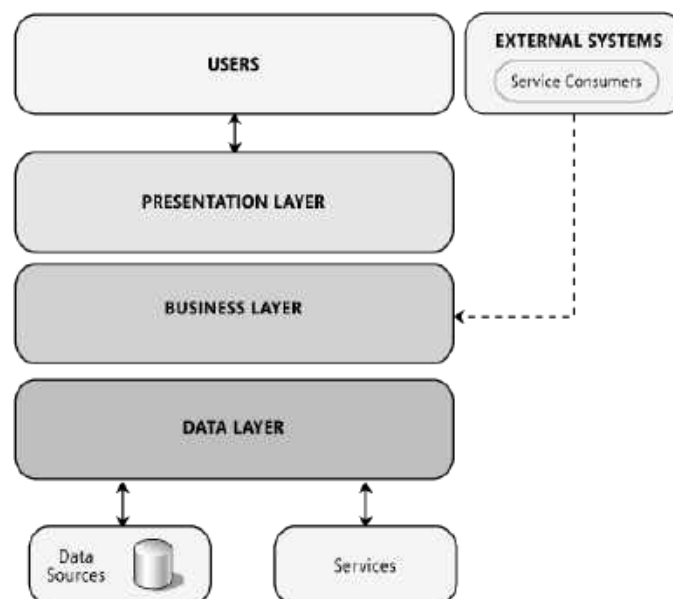 USERS
EXTERNAL SYSTEMS
Service Consumers
PRESENTATION LAYER
BUSINESS LAYER
DATA LAYER
Data
Sources
Services